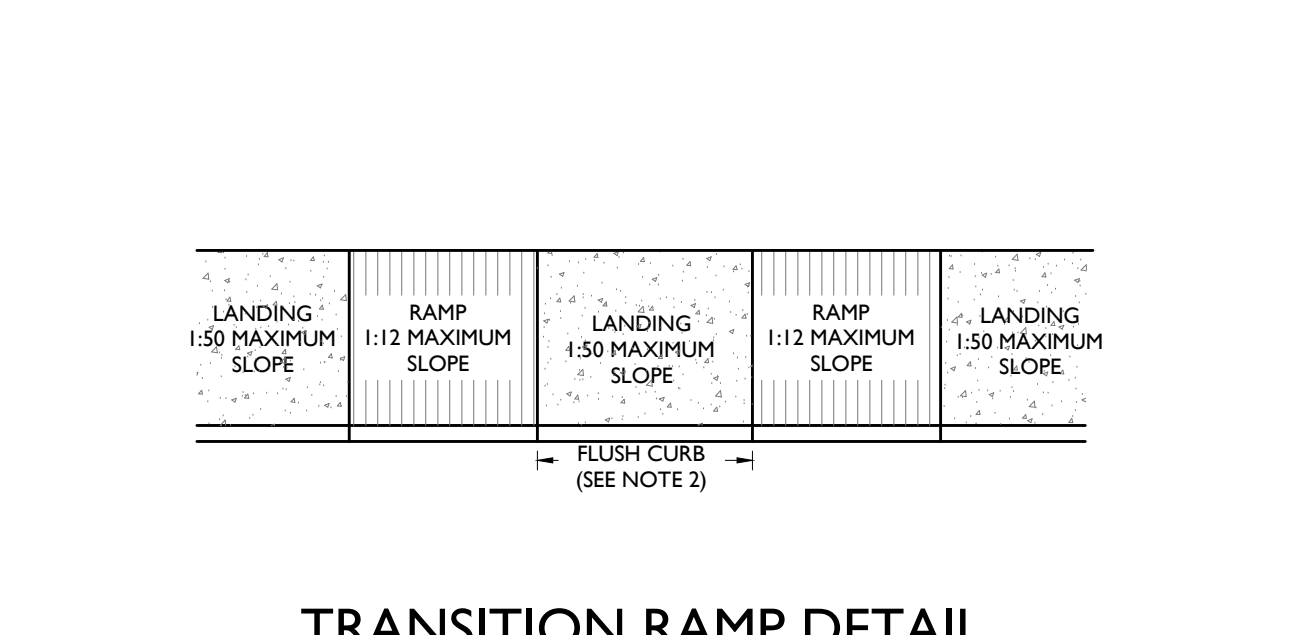 LANDING
1:50 MAXIMUM
SLOPE
RAMP
1:12 MAXIMUM
SLOPE
LANDING
1:50 MAXIMUM
SLOPE
RAMP
1:12 MAXIMUM
SLOPE
LANDING
1:50 MAXIMUM
SLOPE
FLUSH CURB
(SEE NOTE 2)
TRANSITION RAMP DETAIL